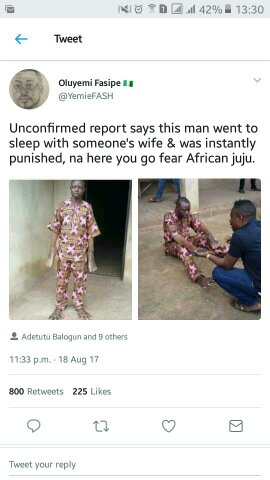 42% 13:30
Tweet
Oluyemi Fasipe 🇳🇬
@YemieFASH
Unconfirmed report says this man went to
sleep with someone's wife & was instantly
punished, na here you go fear African juju.
Adetutu Balogun and 9 others
11:33 p.m. · 18 Aug 17
800 Retweets 225 Likes
Tweet your reply